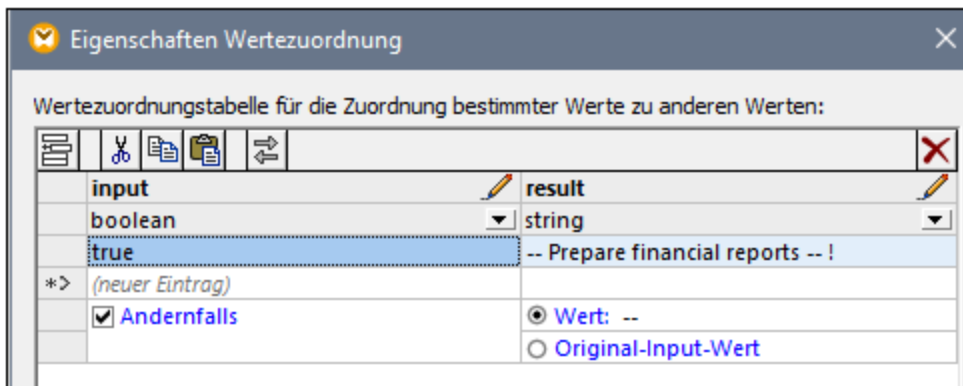 Eigenschaften Wertezuordnung
Wertezuordnungstabelle für die Zuordnung bestimmter Werte zu anderen Werten:
input result
boolean string
true -- Prepare financial reports -- !
(neuer Eintrag)
Andernfalls Wert: --
Original-Input-Wert